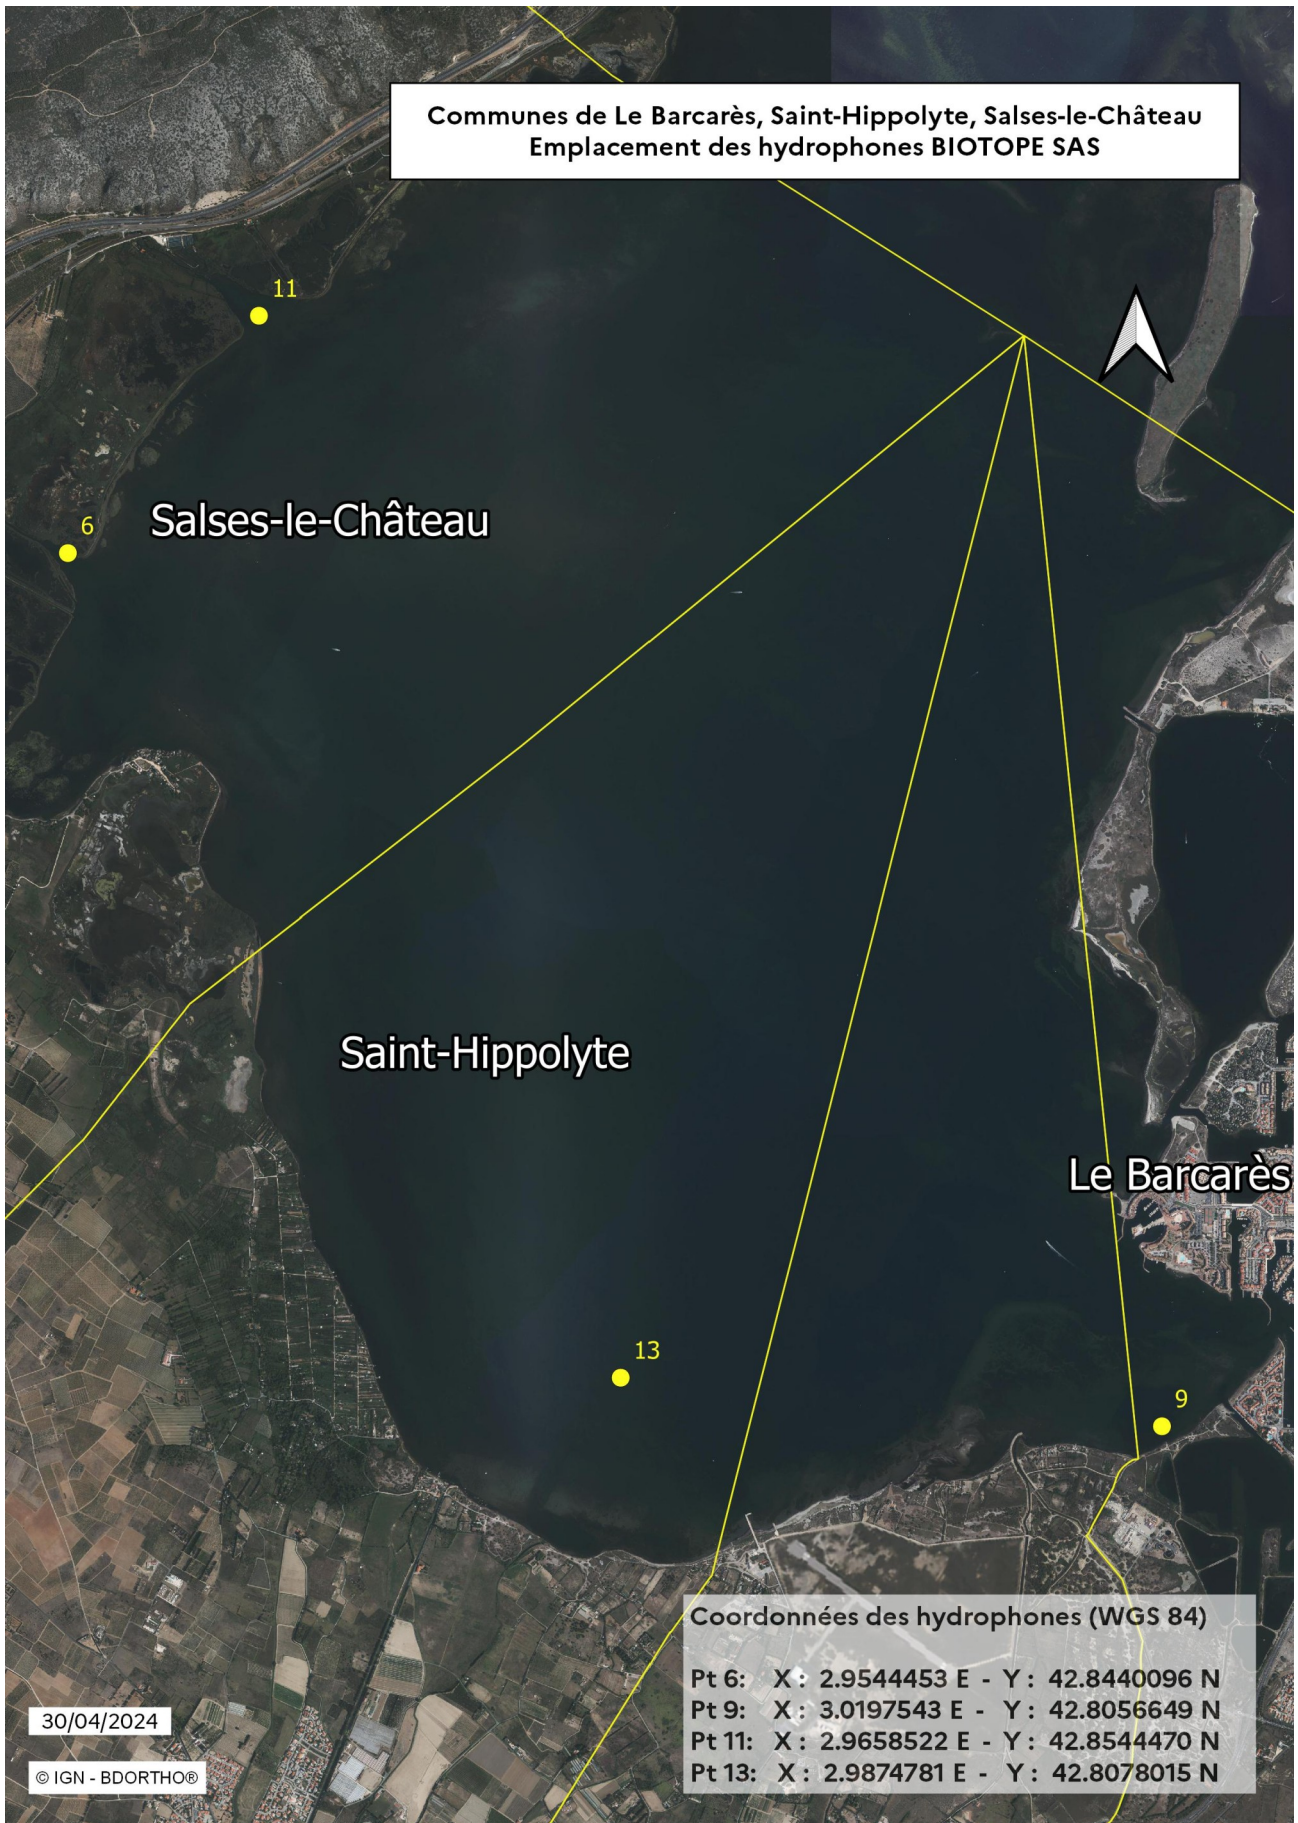 Communes de Le Barcarès, Saint-Hippolyte, Salses-le-Château
Emplacement des hydrophones BIOTOPE SAS
11
6
Salses-le-Château
Saint-Hippolyte
Le Barcarès
13
9
Coordonnées des hydrophones (WGS 84)
Pt 6: X : 2.9544453 E - Y : 42.8440096 N
Pt 9: X : 3.0197543 E - Y : 42.8056649 N
Pt 11: X : 2.9658522 E - Y : 42.8544470 N
Pt 13: X : 2.9874781 E - Y : 42.8078015 N
30/04/2024
© IGN - BDORTHO®